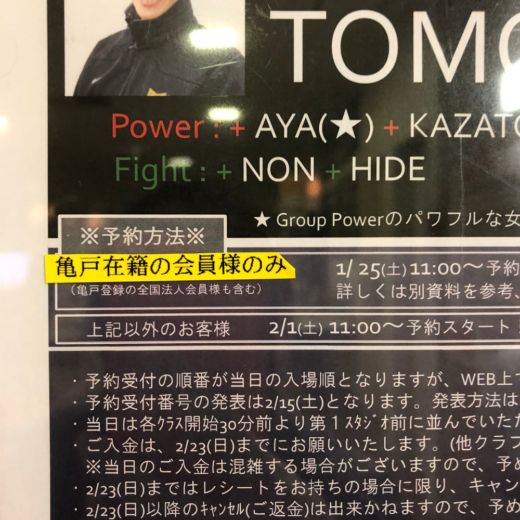 TOMO
Power : + AYA(★) + KAZATO
Fight : + NON + HIDE
★ Group Powerのパワフルな女
※予約方法※
亀戸在籍の会員様のみ
（亀戸登録の全国法人会員様も含む）
1/ 25(土) 11:00～予約
詳しくは別資料を参考、
上記以外のお客様 2/1(土) 11:00～予約スタート
・予約受付の順番が当日の入場順となりますが、WEB上で
・予約受付番号の発表は2/15(土)となります。発表方法は
・当日は各ｸﾗｽ開始30分前より第１ｽﾀｼﾞｵ前に並んでいただ
・ご入金は、2/23(日)までにお願いいたします。(他クラブ
※当日のご入金は混雑する場合がございますので、予め
・2/23(日)まではレシートをお持ちの場合に限り、キャン
・2/23(日)以降のｷｬﾝｾﾙ(ご返金)は出来かねますので、予め